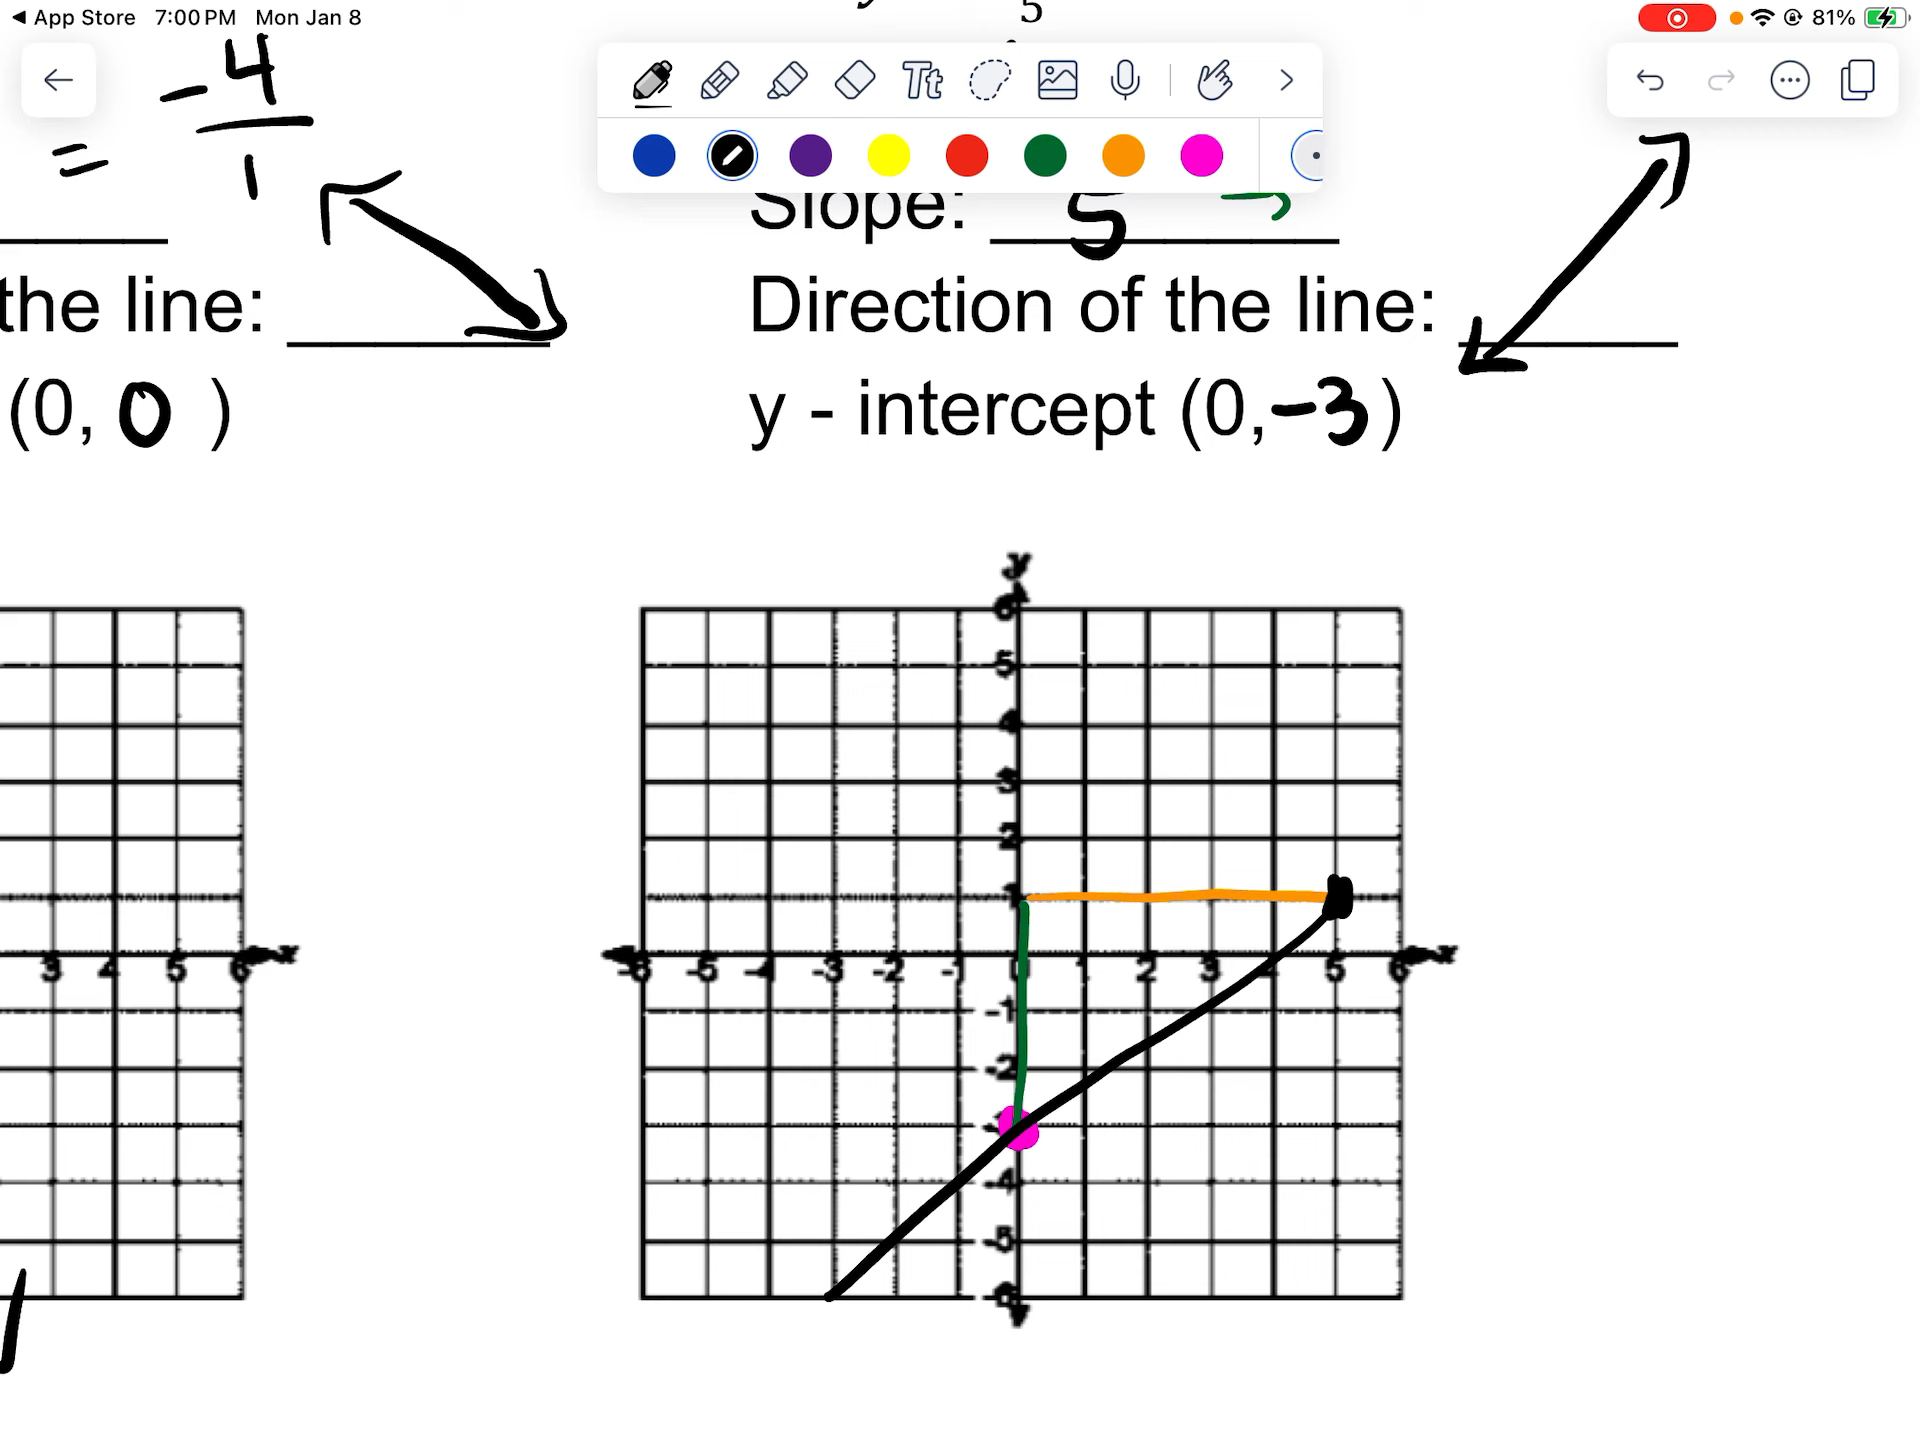 App Store 7:00 PM Mon Jan 8
81%
5
Tt
-4
= 
1
Slope: 5
the line:
Direction of the line:
(0, 0 )
y - intercept (0,-3)
y
6
5
4
3
2
1
3 4 5 6 x
-6 -5 -4 -3 -2 -1 0 1 2 3 4 5 6 x
-1
-2
-4
-5
-6